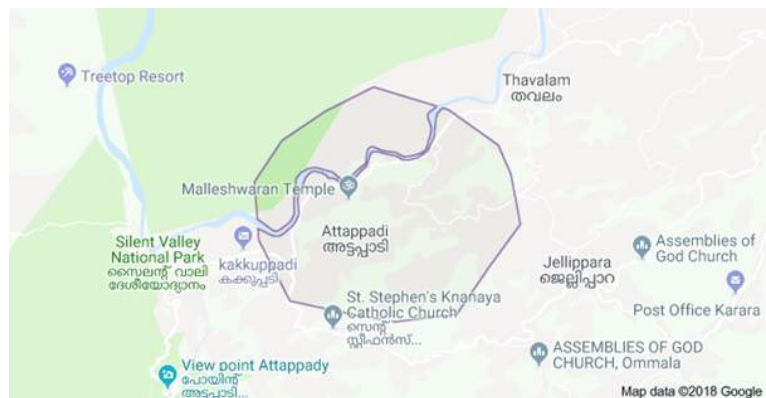 Treetop Resort
Thavalam
തവലം
Malleshwaran Temple
Attappadi
അട്ടപ്പാടി
Silent Valley
National Park
സൈലന്റ് വാലി
ദേശീയോദ്യാനം
kakkuppadi
കക്കുപ്പടി
Jellippara
ജെല്ലിപ്പാറ
Assemblies of
God Church
Post Office Karara
St. Stephen's Knanaya
Catholic Church
സെന്റ്
സ്റ്റീഫൻസ്...
ASSEMBLIES OF GOD
CHURCH, Ommala
View point Attappady
പോയിന്റ്
അട്ടപ്പാടി...
Map data ©2018 Google